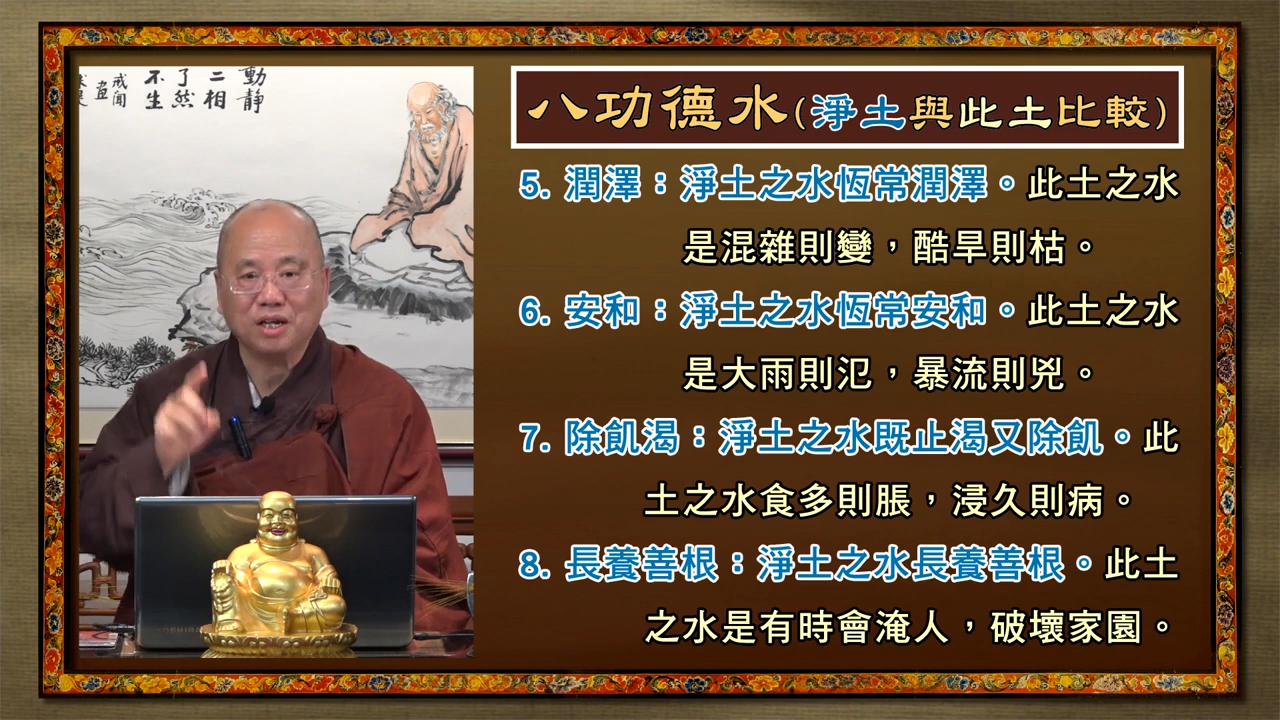 動靜
二相
了然
不生
戒聞
畫
八功德水(淨土與此土比較)
5. 潤澤：淨土之水恆常潤澤。此土之水
是混雜則變，酷旱則枯。
6. 安和：淨土之水恆常安和。此土之水
是大雨則氾，暴流則兇。
7. 除飢渴：淨土之水既止渴又除飢。此
土之水食多則脹，浸久則病。
8. 長養善根：淨土之水長養善根。此土
之水是有時會淹人，破壞家園。